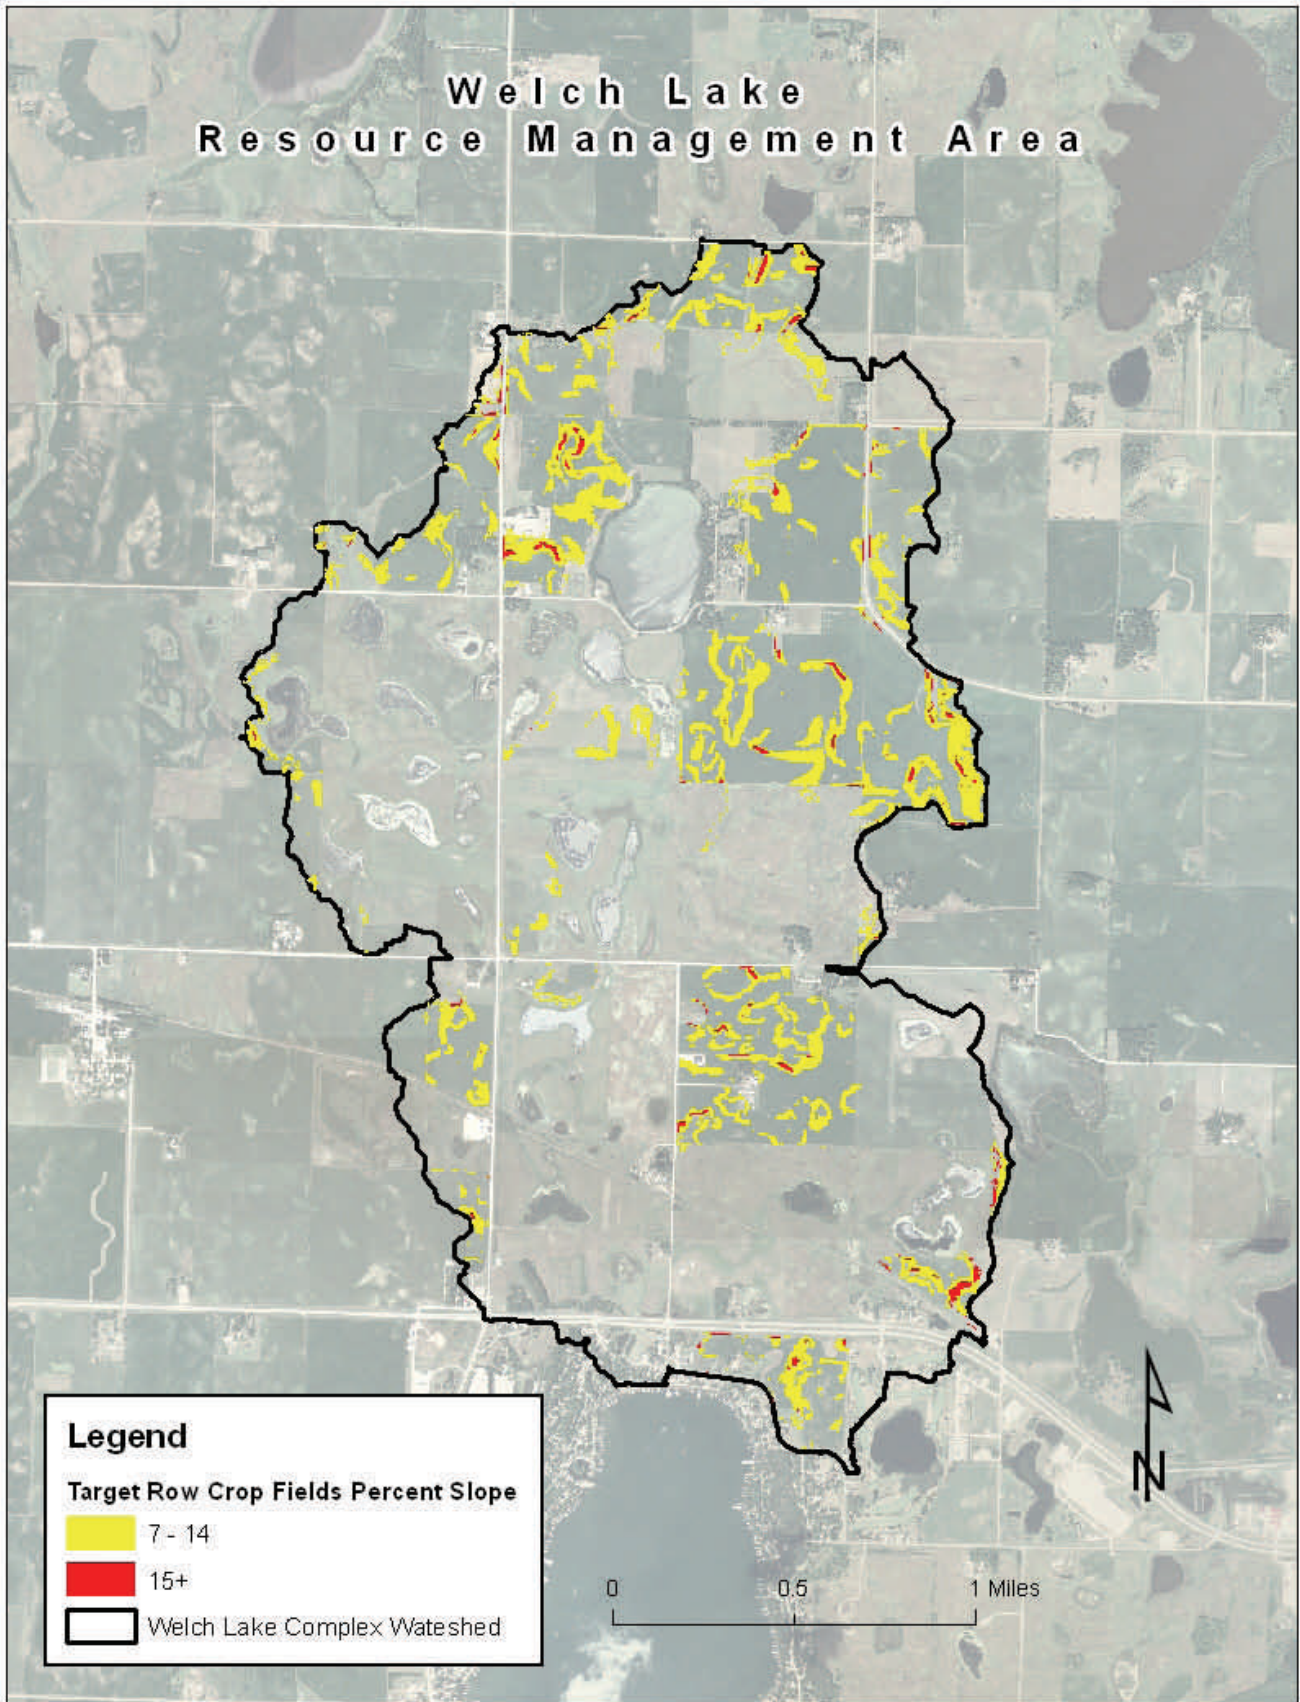 Welch Lake
Resource Management Area
Legend
Target Row Crop Fields Percent Slope
7 - 14
15+
Welch Lake Complex Wateshed
0 0.5 1 Miles
N